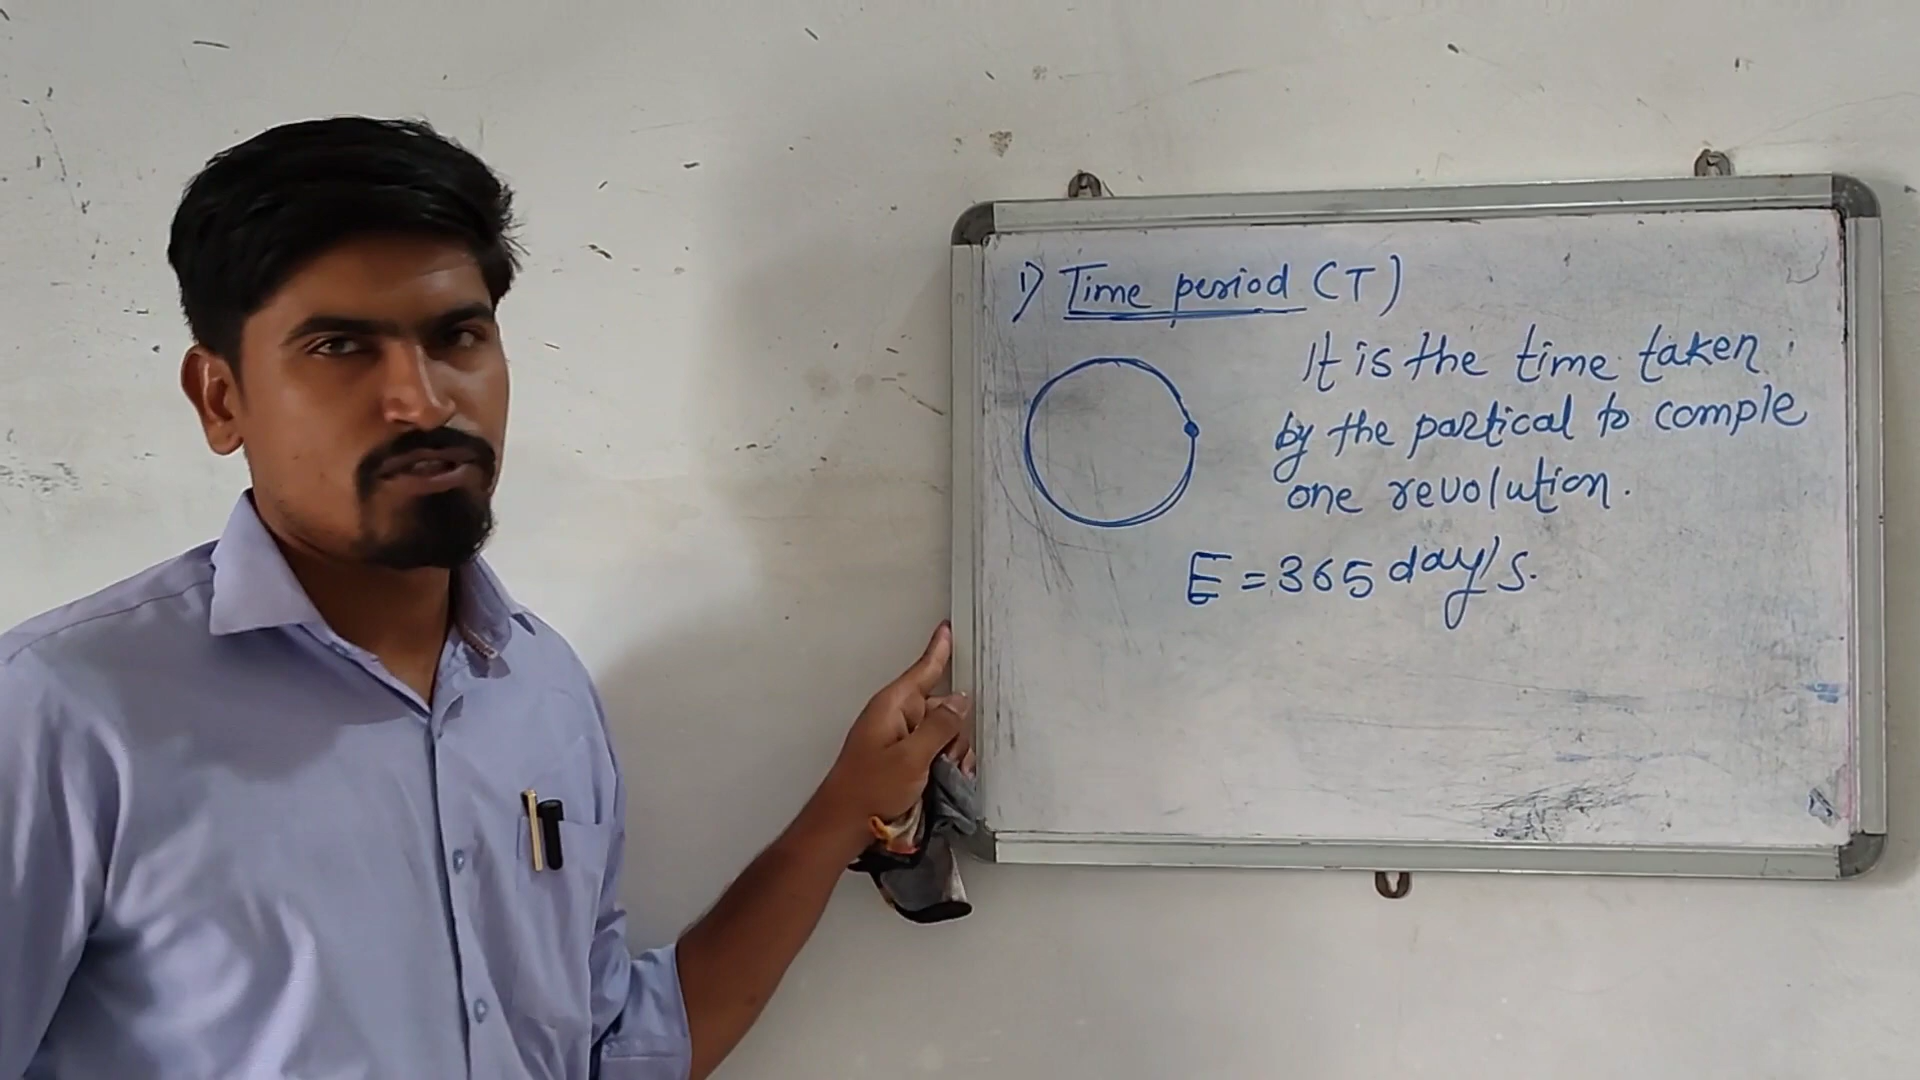 1) Time period (T)
It is the time taken
by the partical to comple
one revolution.
E = 365 day's.